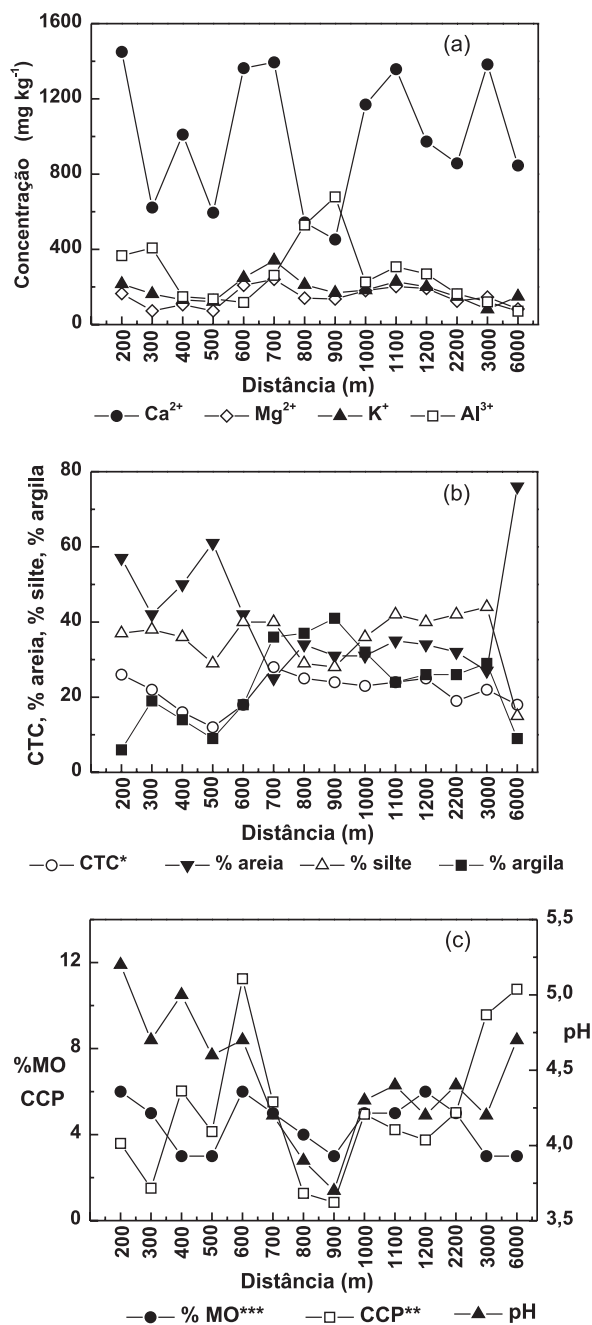 (a)
Concentração (mg kg-1)
1600
1200
800
400
0
200 300 400 500 600 700 800 900 1000 1100 1200 2200 3000 6000
Distância (m)
Ca2+ Mg2+ K+ Al3+
(b)
CTC, % areia, % silte, % argila
80
60
40
20
0
200 300 400 500 600 700 800 900 1000 1100 1200 2200 3000 6000
Distância (m)
CTC* % areia % silte % argila
(c)
%MO
CCP
12
8
4
0
5,5
5,0
4,5
4,0
3,5
pH
200 300 400 500 600 700 800 900 1000 1100 1200 2200 3000 6000
Distância (m)
% MO*** CCP** pH